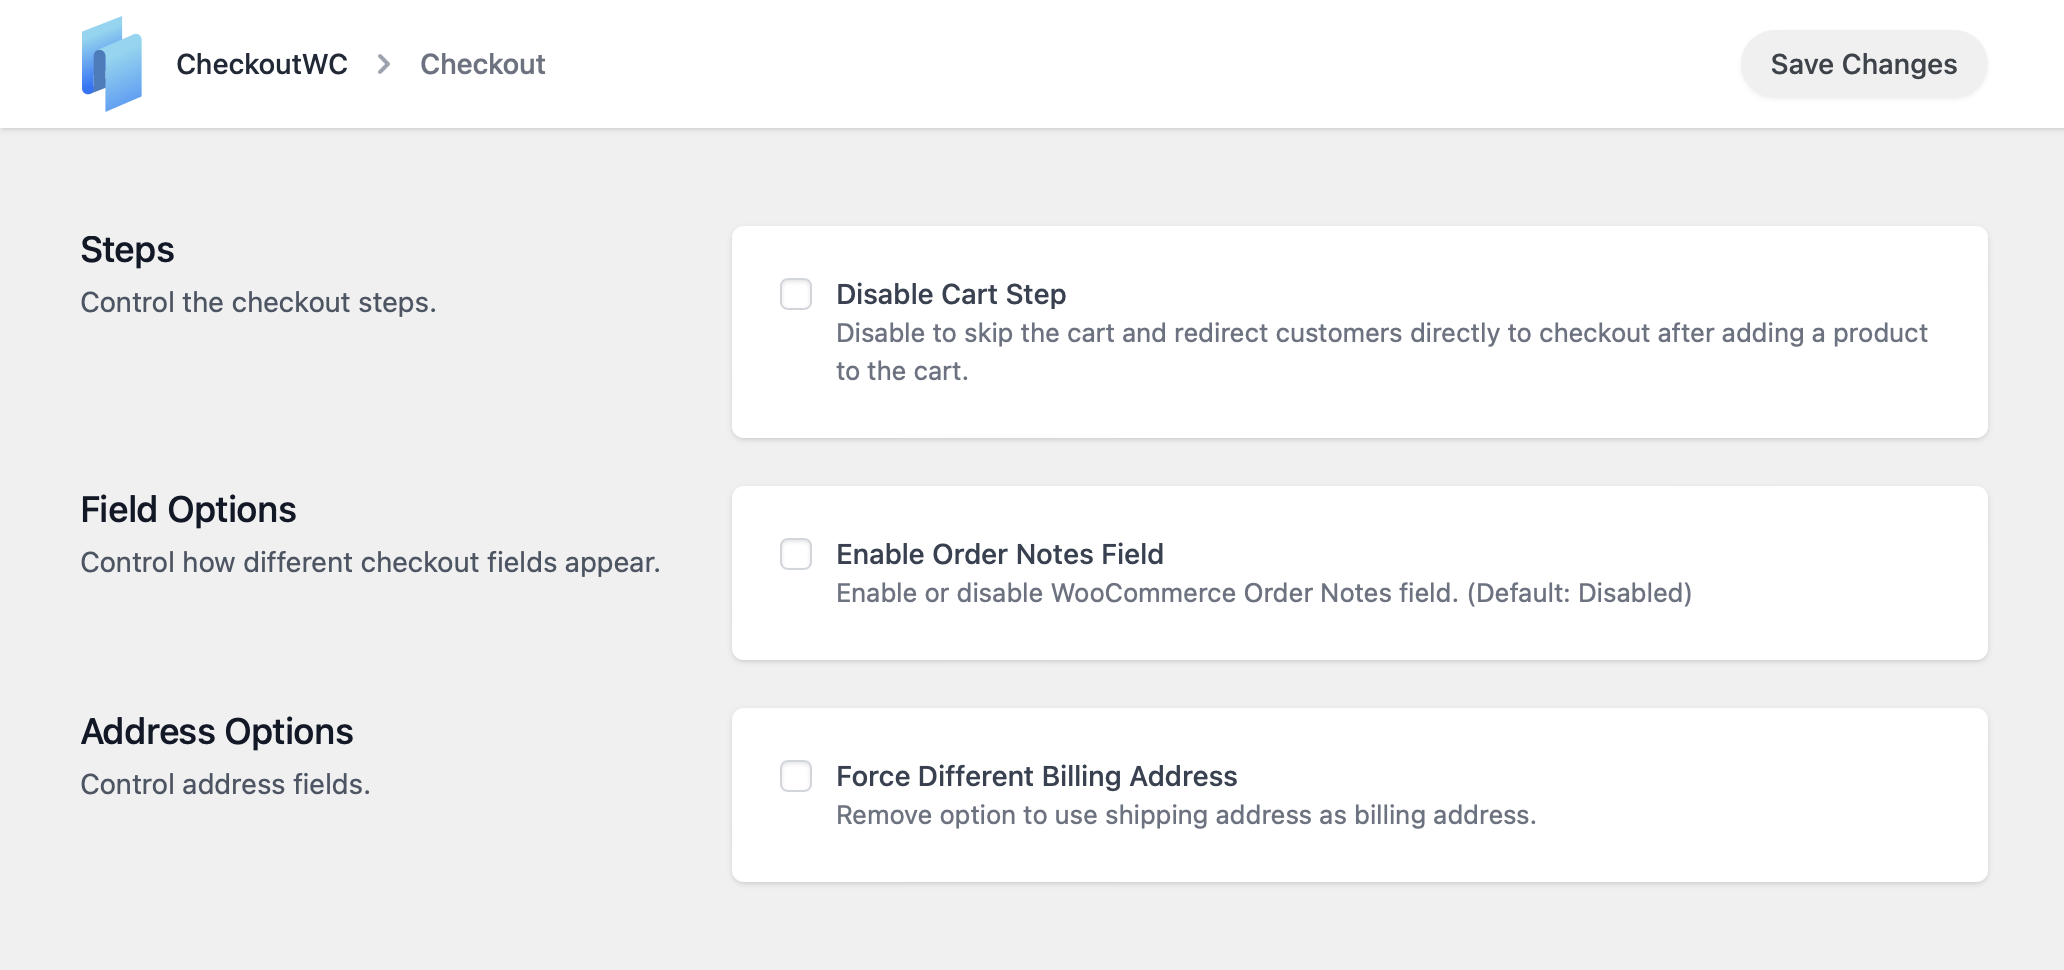 CheckoutWC > Checkout
Save Changes
Steps
Control the checkout steps.
Disable Cart Step
Disable to skip the cart and redirect customers directly to checkout after adding a product
to the cart.
Field Options
Control how different checkout fields appear.
Enable Order Notes Field
Enable or disable WooCommerce Order Notes field. (Default: Disabled)
Address Options
Control address fields.
Force Different Billing Address
Remove option to use shipping address as billing address.